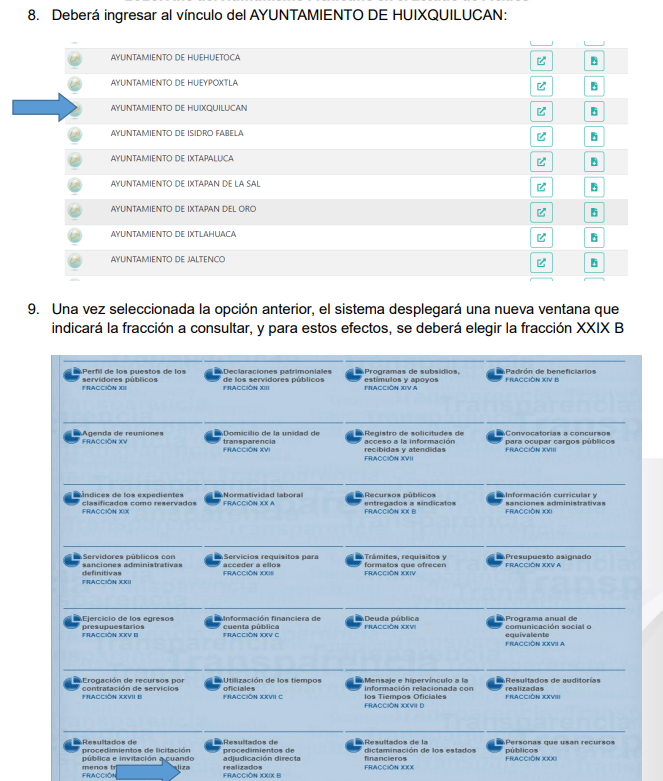 8. Deberá ingresar al vínculo del AYUNTAMIENTO DE HUIXQUILUCAN:
AYUNTAMIENTO DE HUEHUETOCA
AYUNTAMIENTO DE HUEYPOXTLA
AYUNTAMIENTO DE HUIXQUILUCAN
AYUNTAMIENTO DE ISIDRO FABELA
AYUNTAMIENTO DE IXTAPALUCA
AYUNTAMIENTO DE IXTAPAN DE LA SAL
AYUNTAMIENTO DE IXTAPAN DEL ORO
AYUNTAMIENTO DE IXTLAHUACA
AYUNTAMIENTO DE JALTENCO
9. Una vez seleccionada la opción anterior, el sistema desplegará una nueva ventana que
indicará la fracción a consultar, y para estos efectos, se deberá elegir la fracción XXIX B
Perfil de los puestos de los
servidores públicos
FRACCIÓN XII
Declaraciones patrimoniales
de los servidores públicos
FRACCIÓN XIII
Programas de subsidios,
estímulos y apoyos
FRACCIÓN XIV A
Padrón de beneficiarios
FRACCIÓN XIV B
Agenda de reuniones
FRACCIÓN XV
Domicilio de la unidad de
transparencia
FRACCIÓN XVI
Registro de solicitudes de
acceso a la información
recibidas y atendidas
FRACCIÓN XVII
Convocatorias a concursos
para ocupar cargos públicos
FRACCIÓN XVIII
Índices de los expedientes
clasificados como reservados
FRACCIÓN XIX
Normatividad laboral
FRACCIÓN XX A
Recursos públicos
entregados a sindicatos
FRACCIÓN XX B
Información curricular y
sanciones administrativas
FRACCIÓN XXI
Servidores públicos con
sanciones administrativas
definitivas
FRACCIÓN XXII
Servicios requisitos para
acceder a ellos
FRACCIÓN XXIII
Trámites, requisitos y
formatos que ofrecen
FRACCIÓN XXIV
Presupuesto asignado
FRACCIÓN XXV A
Ejercicio de los egresos
presupuestarios
FRACCIÓN XXV B
Información financiera de
cuenta pública
FRACCIÓN XXV C
Deuda pública
FRACCIÓN XXVI
Programa anual de
comunicación social o
equivalente
FRACCIÓN XXVII A
Erogación de recursos por
contratación de servicios
FRACCIÓN XXVII B
Utilización de los tiempos
oficiales
FRACCIÓN XXVII C
Mensaje e hipervínculo a la
información relacionada con
los Tiempos Oficiales
FRACCIÓN XXVII D
Resultados de auditorías
realizadas
FRACCIÓN XXVIII
Resultados de
procedimientos de licitación
pública e invitación a cuando
menos
FRACCIÓN
Resultados de
procedimientos de
adjudicación directa
realizados
FRACCIÓN XXIX B
Resultados de la
dictaminación de los estados
financieros
FRACCIÓN XXX
Personas que usan recursos
públicos
FRACCIÓN XXXI